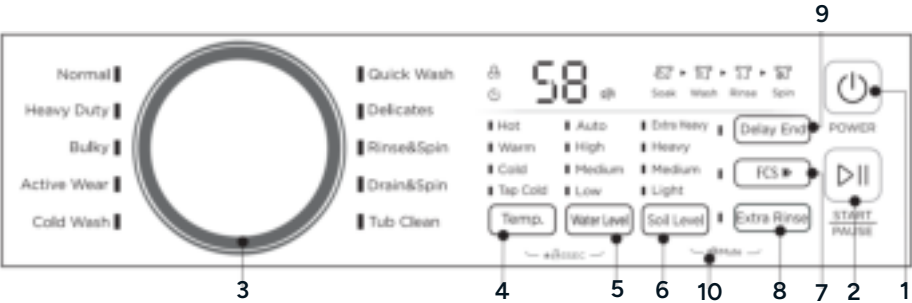 9
Normal
Heavy Duty
Bulky
Active Wear
Cold Wash
Quick Wash
Delicates
Rinse&Spin
Drain&Spin
Tub Clean
58
Soak Wash Rinse Spin
Hot
Warm
Cold
Tap Cold
Temp.
Auto
High
Medium
Low
Water Level
Extra Heavy
Heavy
Medium
Light
Soil Level
Delay End
FCS
Extra Rinse
POWER
START
PAUSE
Mute
3 4 5 6 10 8 7 2 1